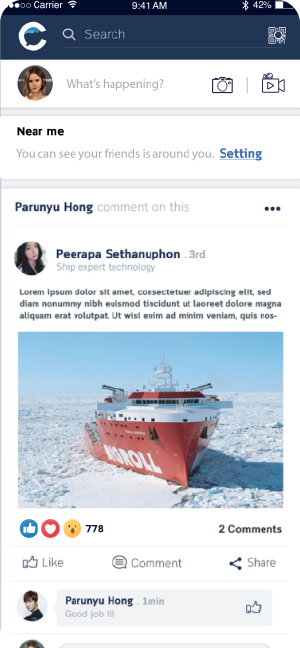 Carrier 9:41 AM 42%
Search
What's happening?
Near me
You can see your friends is around you. Setting
Parunyu Hong comment on this
Peerapa Sethanuphon . 3rd
Ship expert technology
Lorem ipsum dolor sit amet, consectetuer adipiscing elit, sed
diam nonummy nibh euismod tincidunt ut laoreet dolore magna
aliquam erat volutpat. Ut wisi enim ad minim veniam, quis nos-
778 2 Comments
Like Comment Share
Parunyu Hong . 1min
Good job !!!